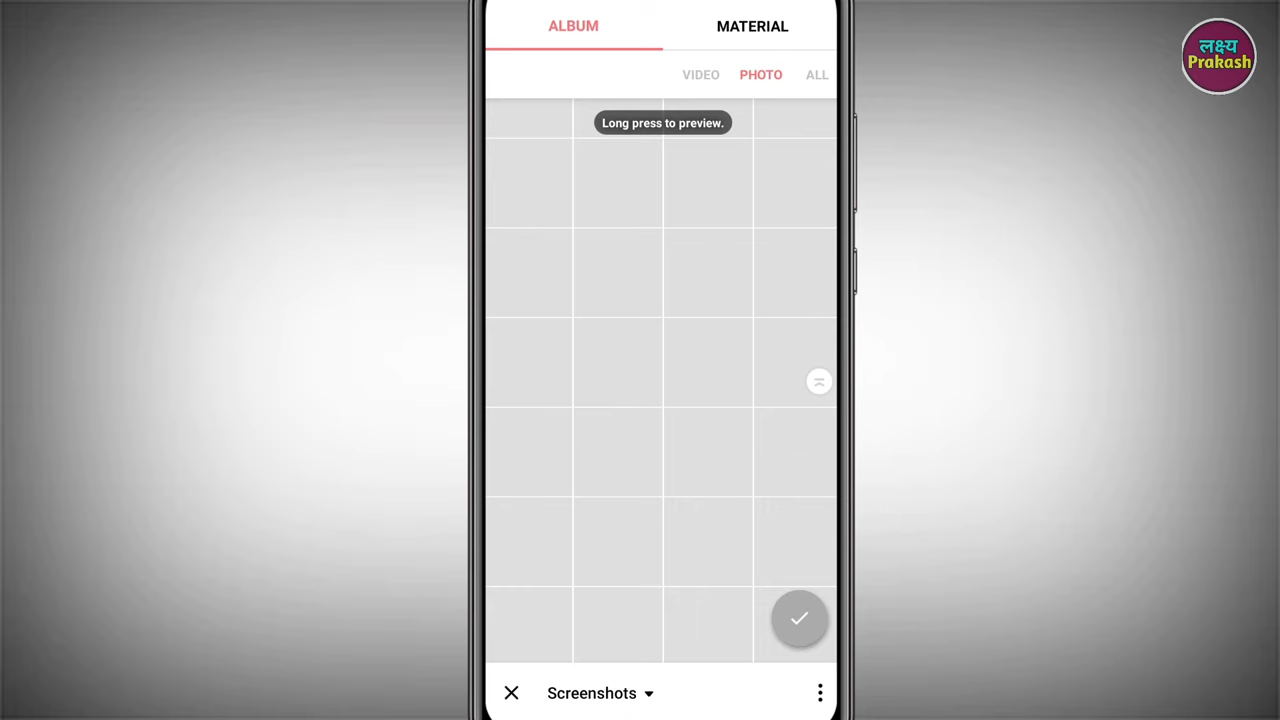 ALBUM MATERIAL
लक्ष्य
Prakash
VIDEO PHOTO ALL
Long press to preview.
Screenshots